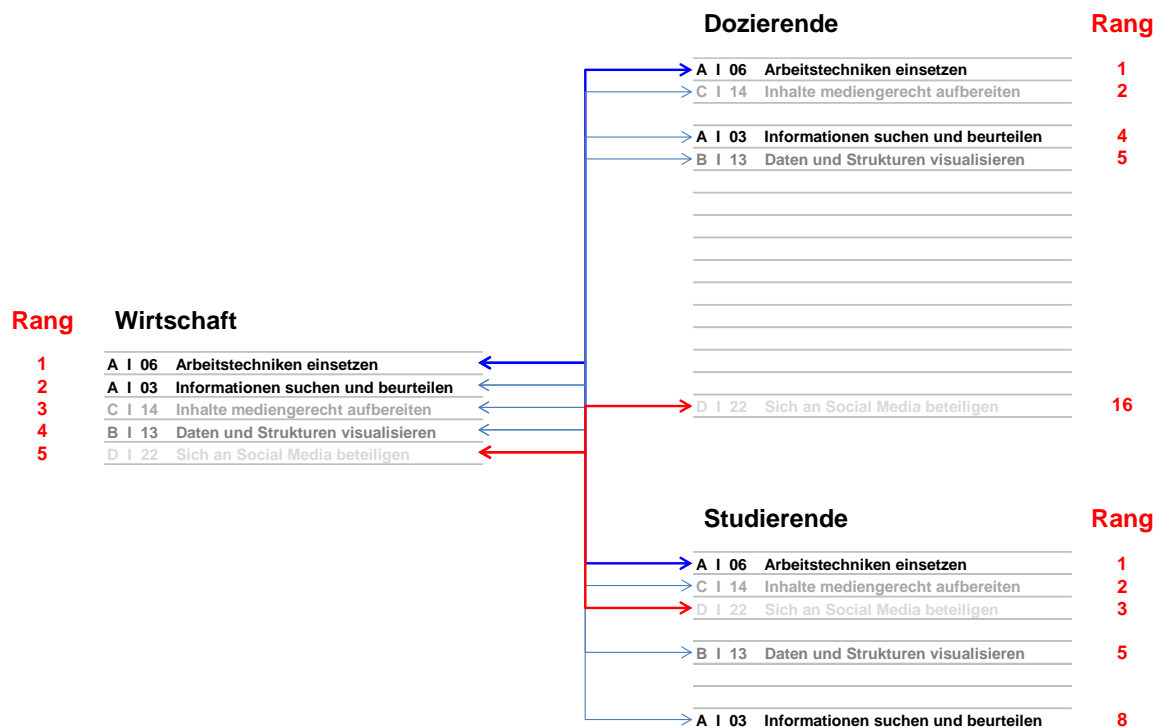 Dozierende Rang
A I 06 Arbeitstechniken einsetzen 1
C I 14 Inhalte mediengerecht aufbereiten 2
A I 03 Informationen suchen und beurteilen 4
B I 13 Daten und Strukturen visualisieren 5
D I 22 Sich an Social Media beteiligen 16
Rang Wirtschaft
1 A I 06 Arbeitstechniken einsetzen
2 A I 03 Informationen suchen und beurteilen
3 C I 14 Inhalte mediengerecht aufbereiten
4 B I 13 Daten und Strukturen visualisieren
5 D I 22 Sich an Social Media beteiligen
Studierende Rang
A I 06 Arbeitstechniken einsetzen 1
C I 14 Inhalte mediengerecht aufbereiten 2
D I 22 Sich an Social Media beteiligen 3
B I 13 Daten und Strukturen visualisieren 5
A I 03 Informationen suchen und beurteilen 8